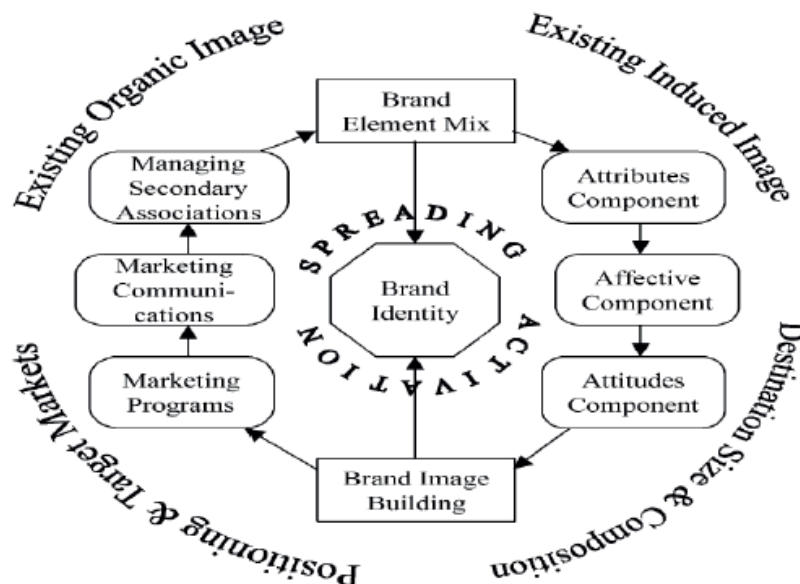 Existing Organic Image
Existing Induced Image
Brand
Element Mix
Managing
Secondary
Associations
Attributes
Component
SPREADING
Marketing
Communi-
cations
Brand
Identity
Affective
Component
ACTIVATION
Marketing
Programs
Attitudes
Component
Brand Image
Building
Positioning & Target Markets
Destination Size & Composition